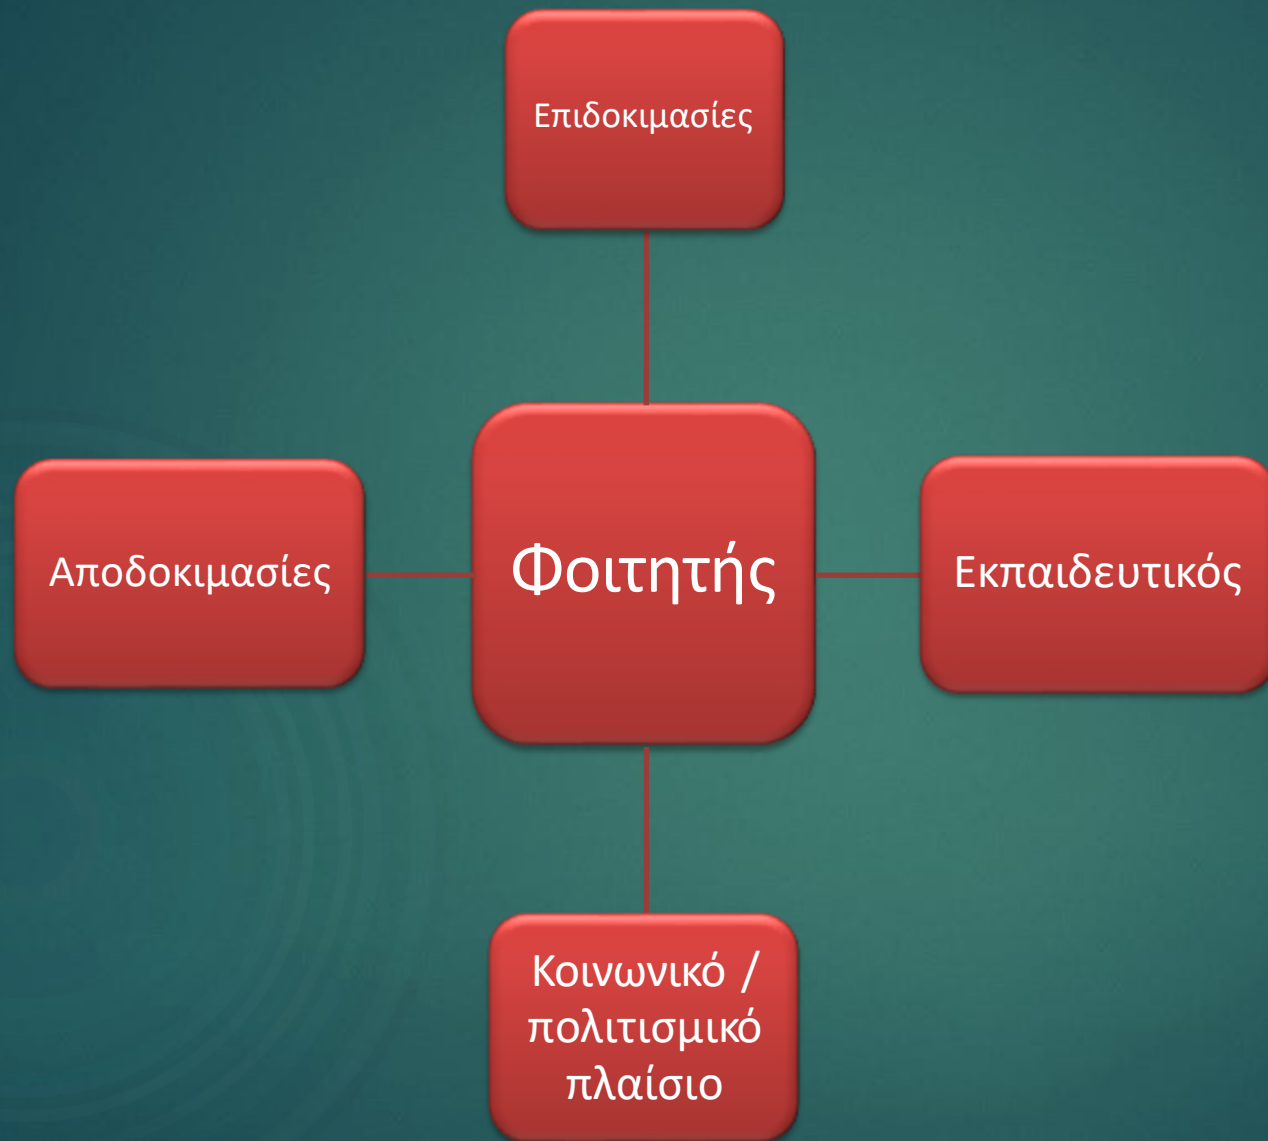 Επιδοκιμασίες
Αποδοκιμασίες
Φοιτητής
Εκπαιδευτικός
Κοινωνικό /
πολιτισμικό
πλαίσιο